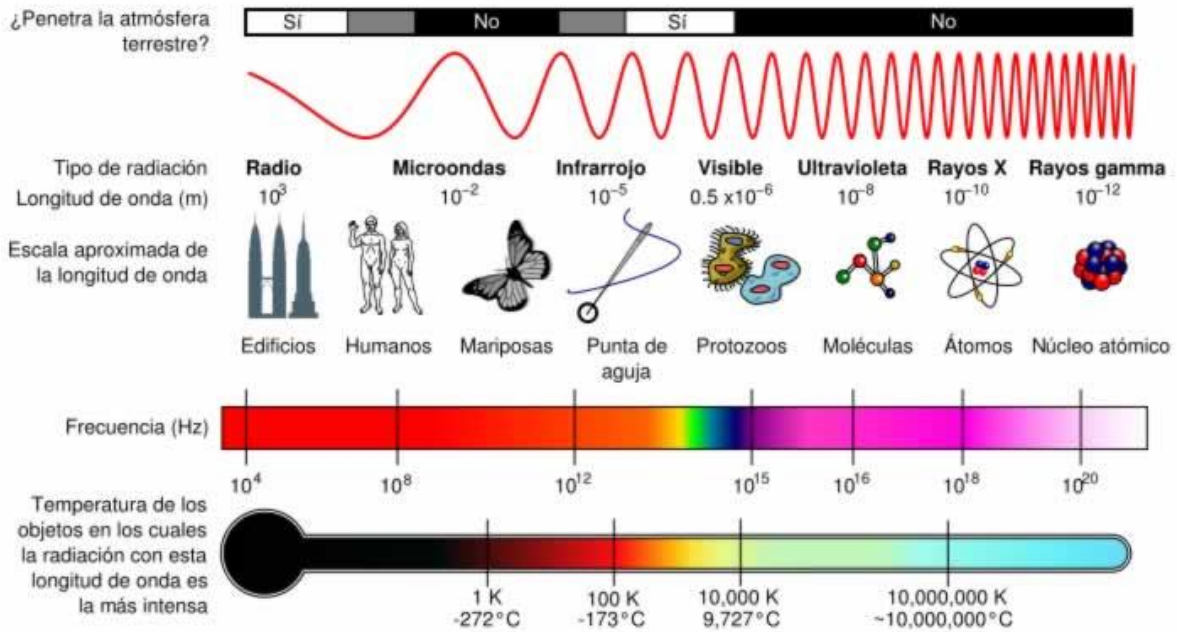 ¿Penetra la atmósfera
terrestre?
Sí No Sí No
Tipo de radiación Radio Microondas Infrarrojo Visible Ultravioleta Rayos X Rayos gamma
Longitud de onda (m) 10³ 10⁻² 10⁻⁵ 0.5 x10⁻⁶ 10⁻⁸ 10⁻¹⁰ 10⁻¹²
Escala aproximada de
la longitud de onda
Edificios Humanos Mariposas Punta de Protozoos Moléculas Átomos Núcleo atómico
aguja
Frecuencia (Hz)
10⁴ 10⁸ 10¹² 10¹⁵ 10¹⁶ 10¹⁸ 10²⁰
Temperatura de los
objetos en los cuales
la radiación con esta
longitud de onda es
la más intensa
1 K 100 K 10,000 K 10,000,000 K
-272°C -173°C 9,727°C ~10,000,000°C